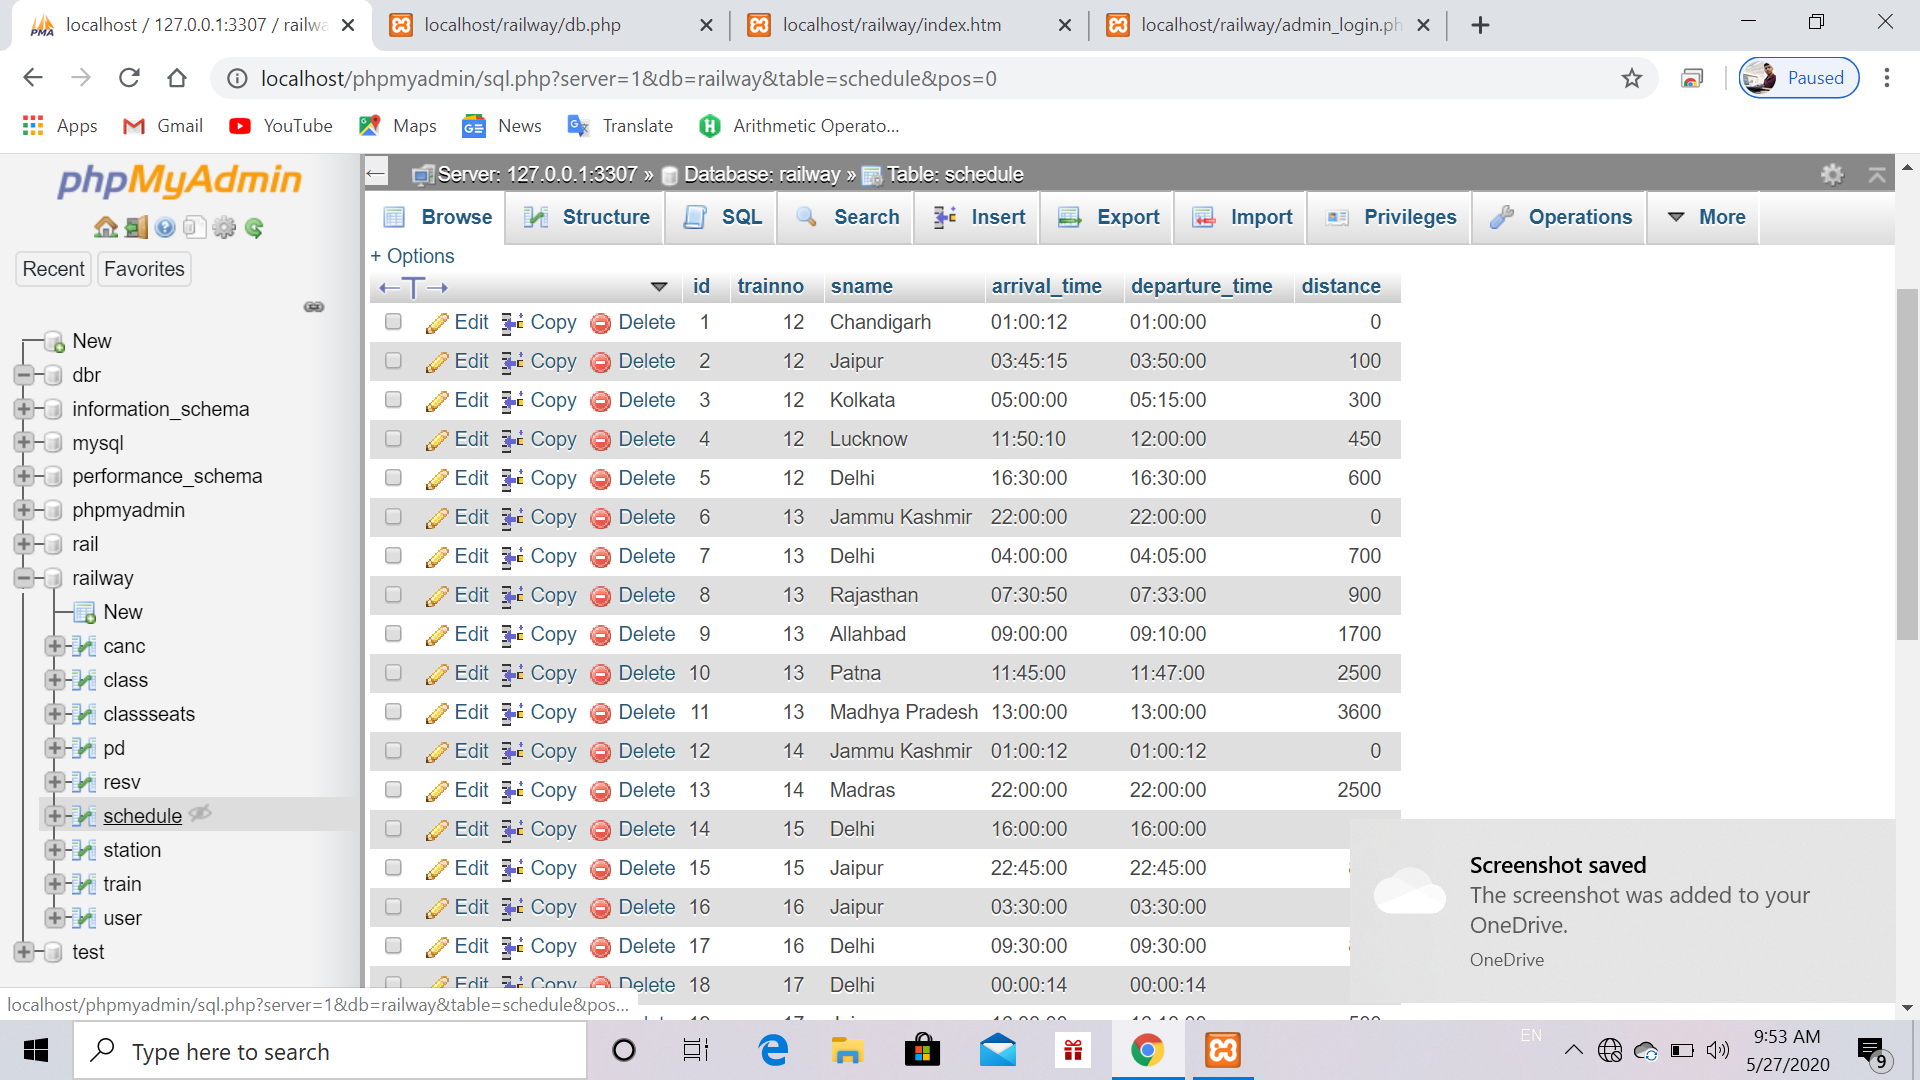 localhost / 127.0.0.1:3307 / railwa
localhost/railway/db.php
localhost/railway/index.htm
localhost/railway/admin_login.ph
localhost/phpmyadmin/sql.php?server=1&db=railway&table=schedule&pos=0
Paused
Apps
Gmail
YouTube
Maps
News
Translate
Arithmetic Operato...
phpMyAdmin
Server: 127.0.0.1:3307 » Database: railway » Table: schedule
Browse Structure SQL Search Insert Export Import Privileges Operations More
Recent Favorites
New
dbr
information_schema
mysql
performance_schema
phpmyadmin
rail
railway
New
canc
class
classseats
pd
resv
schedule
station
train
user
test
+ Options
id trainno sname arrival_time departure_time distance
Edit Copy Delete 1 12 Chandigarh 01:00:12 01:00:00 0
Edit Copy Delete 2 12 Jaipur 03:45:15 03:50:00 100
Edit Copy Delete 3 12 Kolkata 05:00:00 05:15:00 300
Edit Copy Delete 4 12 Lucknow 11:50:10 12:00:00 450
Edit Copy Delete 5 12 Delhi 16:30:00 16:30:00 600
Edit Copy Delete 6 13 Jammu Kashmir 22:00:00 22:00:00 0
Edit Copy Delete 7 13 Delhi 04:00:00 04:05:00 700
Edit Copy Delete 8 13 Rajasthan 07:30:50 07:33:00 900
Edit Copy Delete 9 13 Allahbad 09:00:00 09:10:00 1700
Edit Copy Delete 10 13 Patna 11:45:00 11:47:00 2500
Edit Copy Delete 11 13 Madhya Pradesh 13:00:00 13:00:00 3600
Edit Copy Delete 12 14 Jammu Kashmir 01:00:12 01:00:12 0
Edit Copy Delete 13 14 Madras 22:00:00 22:00:00 2500
Edit Copy Delete 14 15 Delhi 16:00:00 16:00:00
Edit Copy Delete 15 15 Jaipur 22:45:00 22:45:00
Edit Copy Delete 16 16 Jaipur 03:30:00 03:30:00
Edit Copy Delete 17 16 Delhi 09:30:00 09:30:00
Edit Copy Delete 18 17 Delhi 00:00:14 00:00:14
Screenshot saved
The screenshot was added to your
OneDrive.
OneDrive
localhost/phpmyadmin/sql.php?server=1&db=railway&table=schedule&pos...
Type here to search
EN
9:53 AM
5/27/2020
9